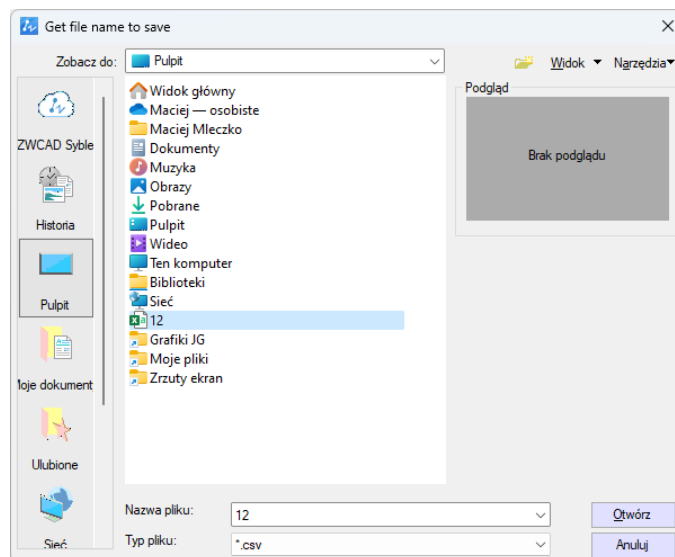 Get file name to save
Zobacz do:
Pulpit
Widok
Narzędzia
ZWCAD Syble
Historia
Pulpit
Moje dokument
Ulubione
Sieć
Widok główny
Maciej — osobiste
Maciej Mleczko
Dokumenty
Muzyka
Obrazy
Pobrane
Pulpit
Wideo
Ten komputer
Biblioteki
Sieć
12
Grafiki JG
Moje pliki
Zrzuty ekran
Podgląd
Brak podglądu
Nazwa pliku:
12
Otwórz
Typ pliku:
*.csv
Anuluj